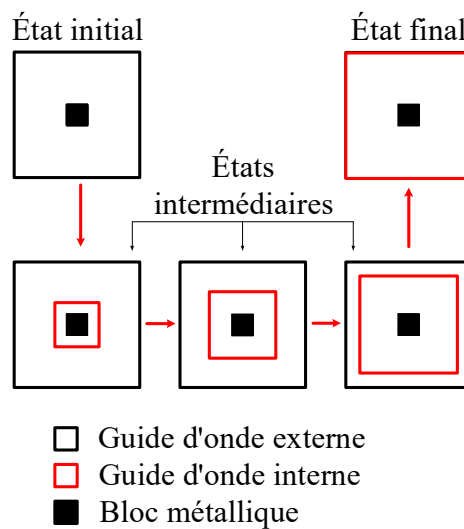 État initial
État final
États
intermédiaires
Guide d'onde externe
Guide d'onde interne
Bloc métallique